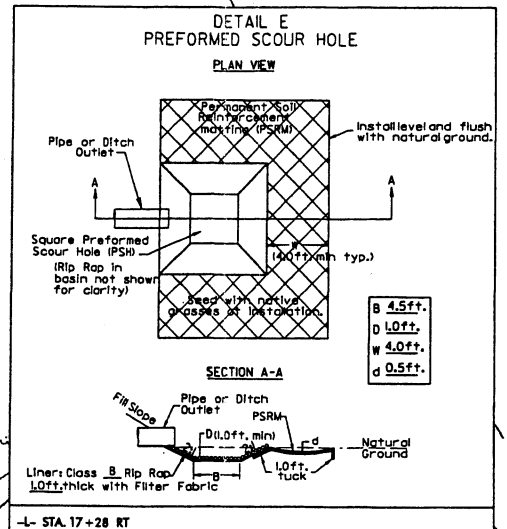 DETAIL E
PREFORMED SCOUR HOLE
PLAN VIEW
Permanent Soil
Reinforcement
matting (PSRM)
Install level and flush
with natural ground.
Pipe or Ditch
Outlet
A
A
Square Preformed
Scour Hole (PSH)
(Rip Rap in
basin not shown
for clarity)
W
(4.0ft. min typ.)
Seed with native
grasses at installation.
B 4.5ft.
D 1.0ft.
W 4.0ft.
d 0.5ft.
SECTION A-A
Fill Slope
Pipe or Ditch
Outlet
PSRM
D(1.0ft. min)
d
Natural
Ground
1.0ft.
tuck
B
Liner: Class B Rip Rap
1.0ft. thick with Filter Fabric
-L- STA. 17+28 RT